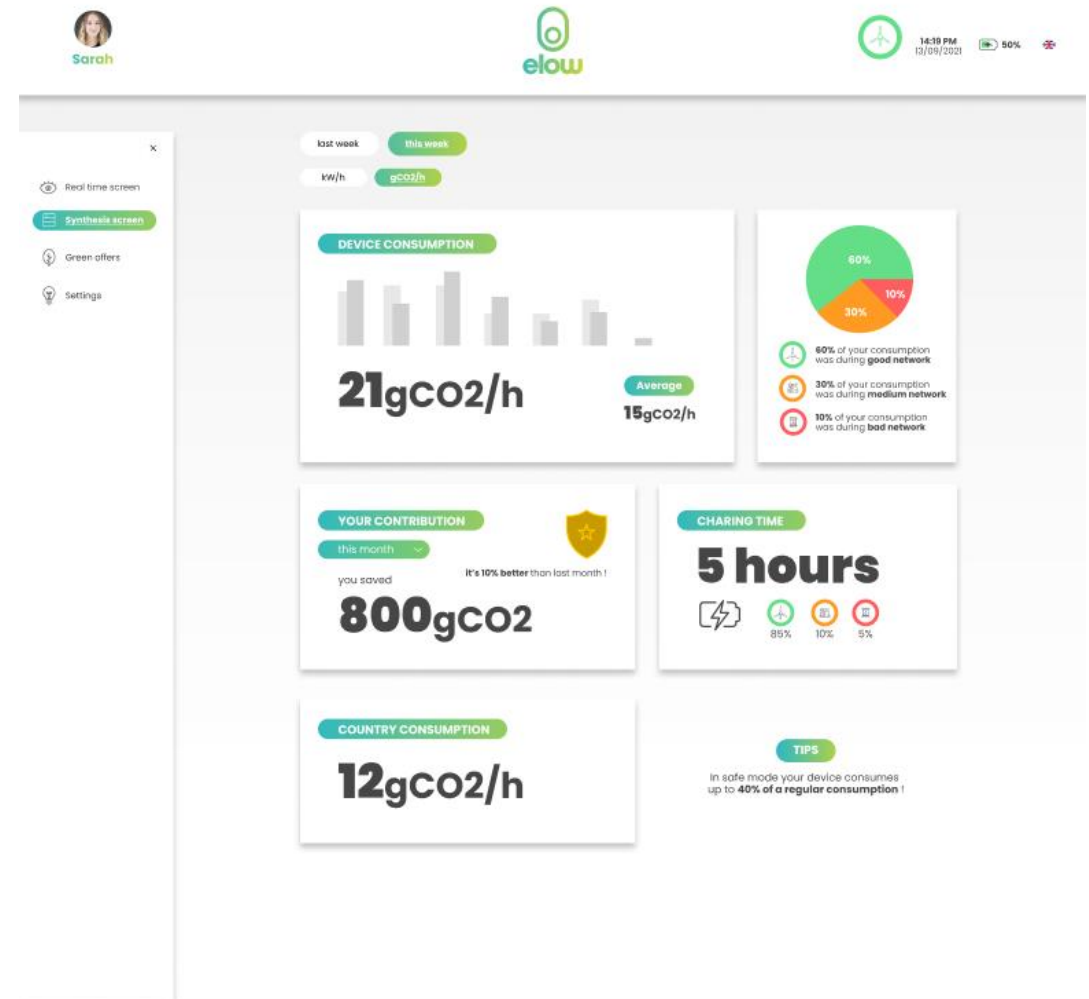 Sarah
elow
14:19 PM
13/09/2021
50%
x
Real time screen
Synthesis screen
Green offers
Settings
last week
this week
kW/h
gCO2/h
DEVICE CONSUMPTION
21gCO2/h
Average
15gCO2/h
60%
10%
30%
60% of your consumption
was during good network
30% of your consumption
was during medium network
10% of your consumption
was during bad network
YOUR CONTRIBUTION
this month
you saved
it's 10% better than last month !
800gCO2
CHARING TIME
5 hours
85%
10%
5%
COUNTRY CONSUMPTION
12gCO2/h
TIPS
In safe mode your device consumes
up to 40% of a regular consumption !